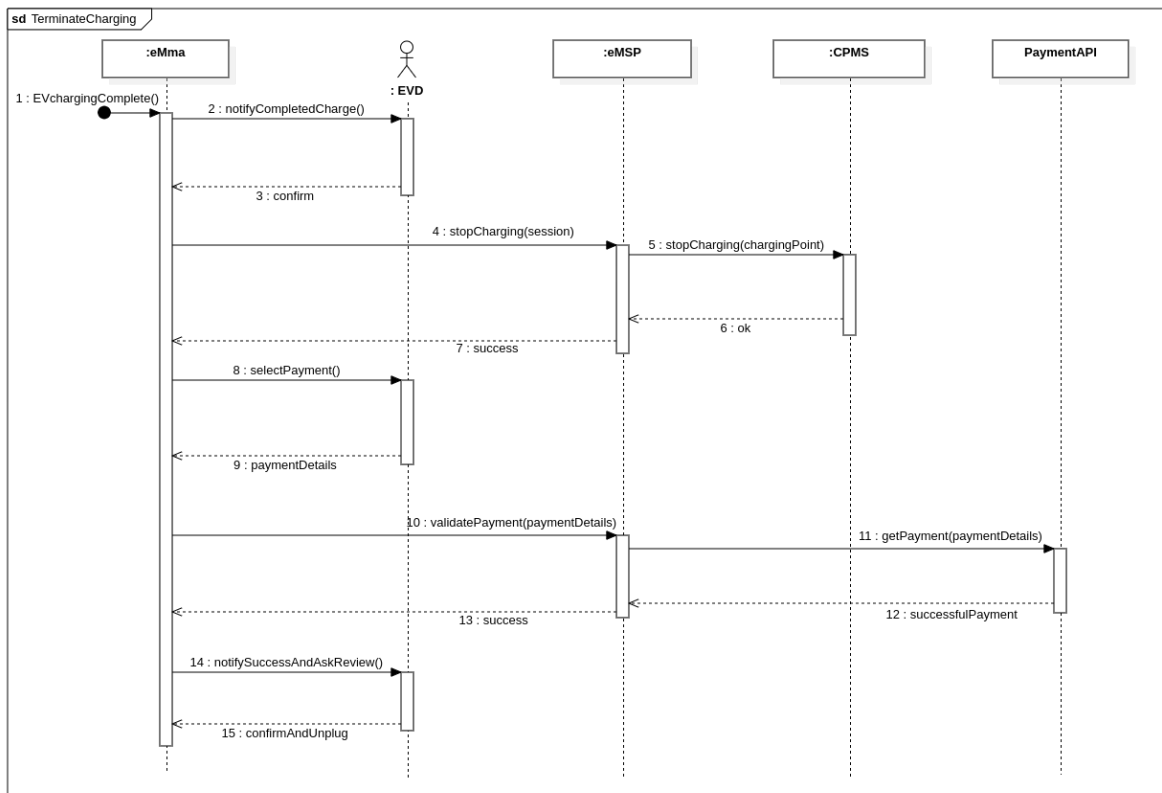 sd TerminateCharging
:eMma
: EVD
:eMSP
:CPMS
PaymentAPI
1 : EVchargingComplete()
2 : notifyCompletedCharge()
3 : confirm
4 : stopCharging(session)
5 : stopCharging(chargingPoint)
6 : ok
7 : success
8 : selectPayment()
9 : paymentDetails
10 : validatePayment(paymentDetails)
11 : getPayment(paymentDetails)
12 : successfulPayment
13 : success
14 : notifySuccessAndAskReview()
15 : confirmAndUnplug